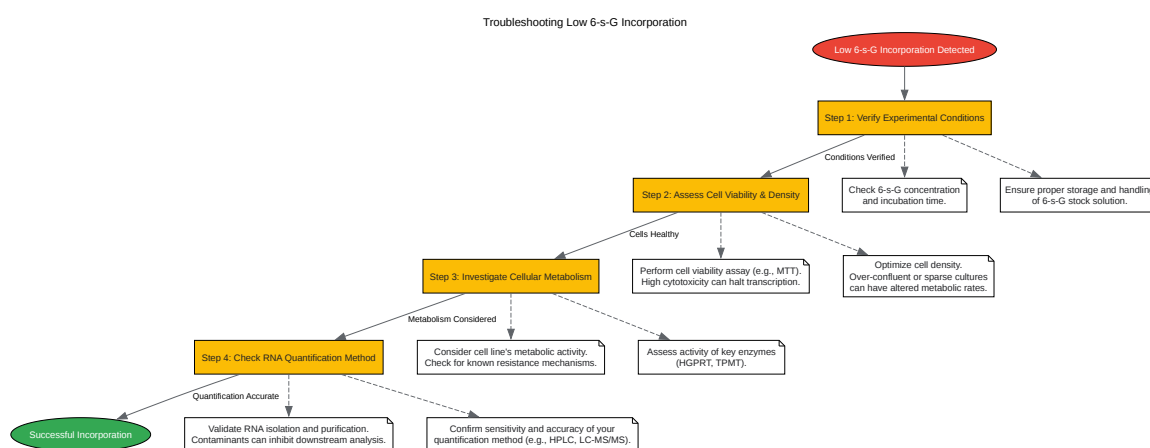 Troubleshooting Low 6-s-G Incorporation
Low 6-s-G Incorporation Detected
Step 1: Verify Experimental Conditions
Conditions Verified
Check 6-s-G concentration
and incubation time.
Ensure proper storage and handling
of 6-s-G stock solution.
Step 2: Assess Cell Viability & Density
Cells Healthy
Perform cell viability assay (e.g., MTT).
High cytotoxicity can halt transcription.
Optimize cell density.
Over-confluent or sparse cultures
can have altered metabolic rates.
Step 3: Investigate Cellular Metabolism
Metabolism Considered
Consider cell line's metabolic activity.
Check for known resistance mechanisms.
Assess activity of key enzymes
(HGPRT, TPMT).
Step 4: Check RNA Quantification Method
Quantification Accurate
Successful Incorporation
Validate RNA isolation and purification.
Contaminants can inhibit downstream analysis.
Confirm sensitivity and accuracy of your
quantification method (e.g., HPLC, LC-MS/MS).